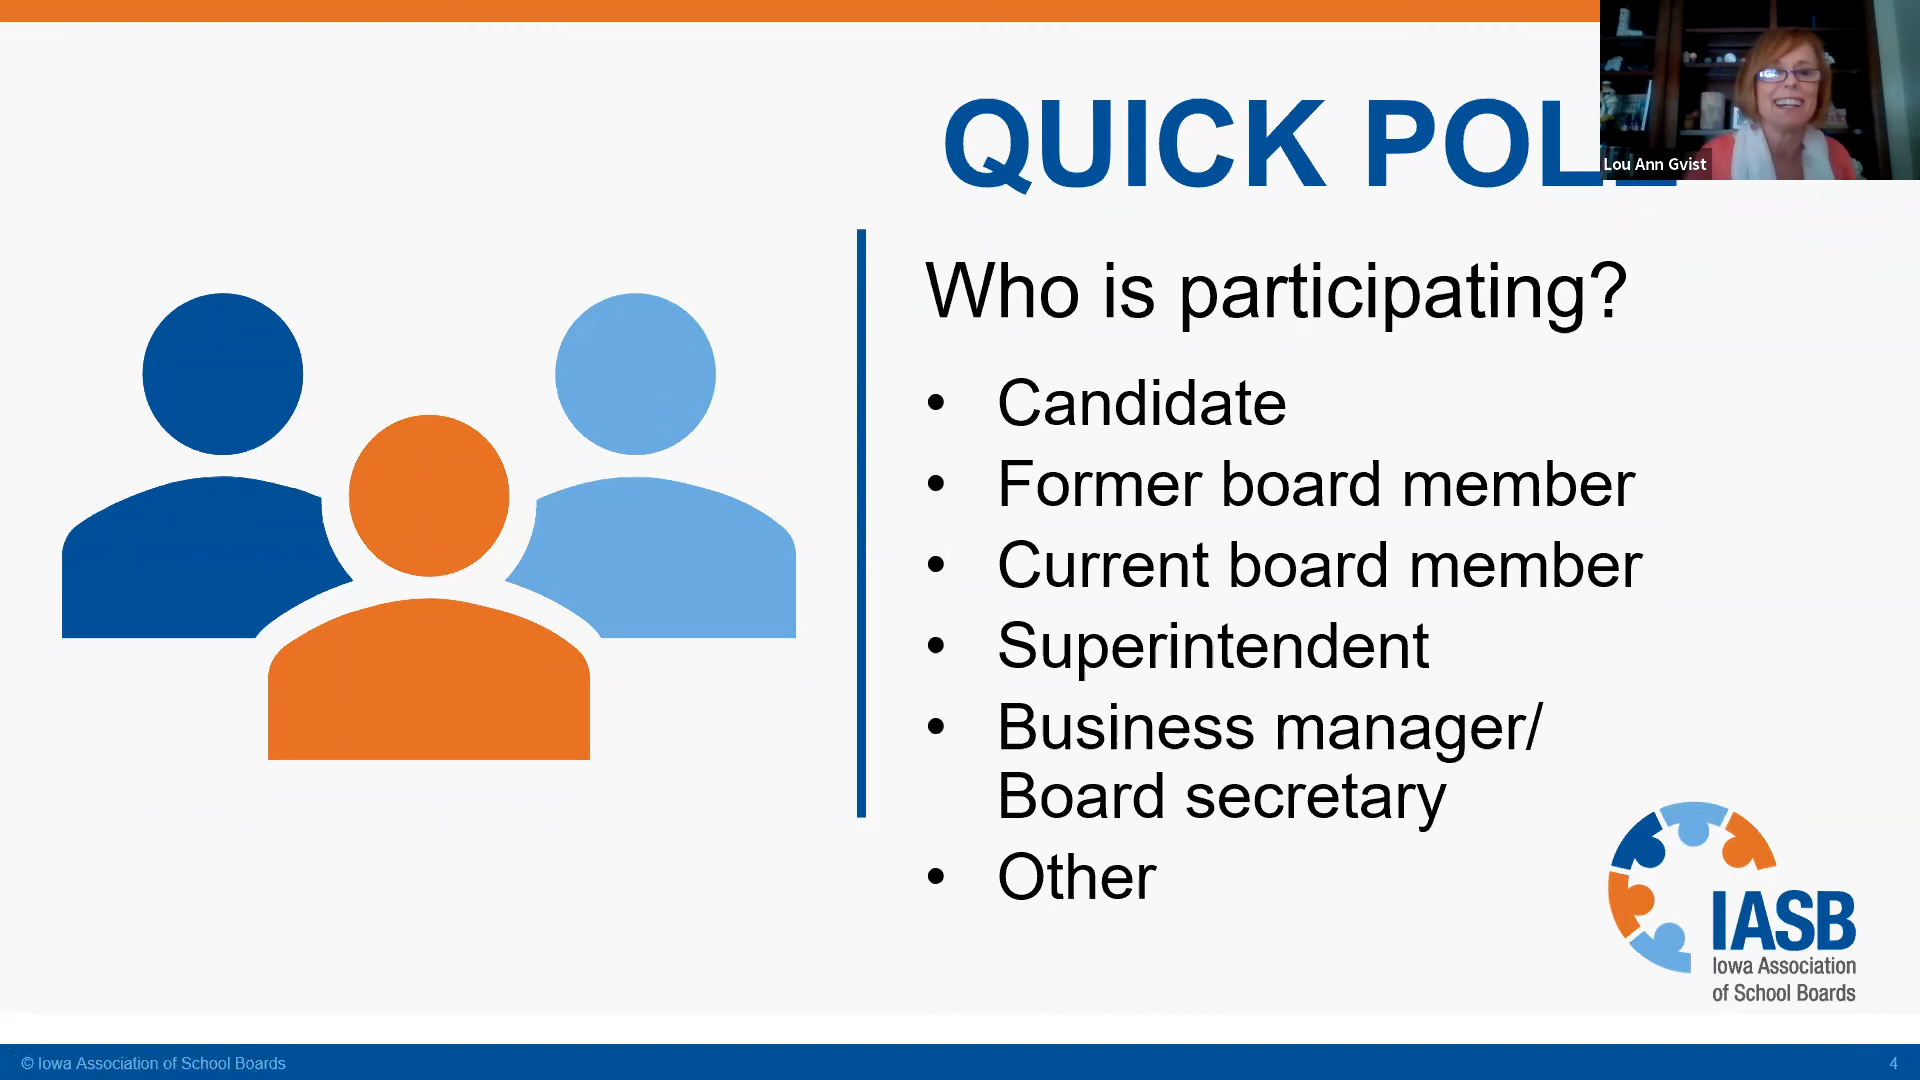 QUICK POLL
Lou Ann Gvist
Who is participating?
• Candidate
• Former board member
• Current board member
• Superintendent
• Business manager/
Board secretary
• Other
IASB
Iowa Association
of School Boards
© Iowa Association of School Boards
4